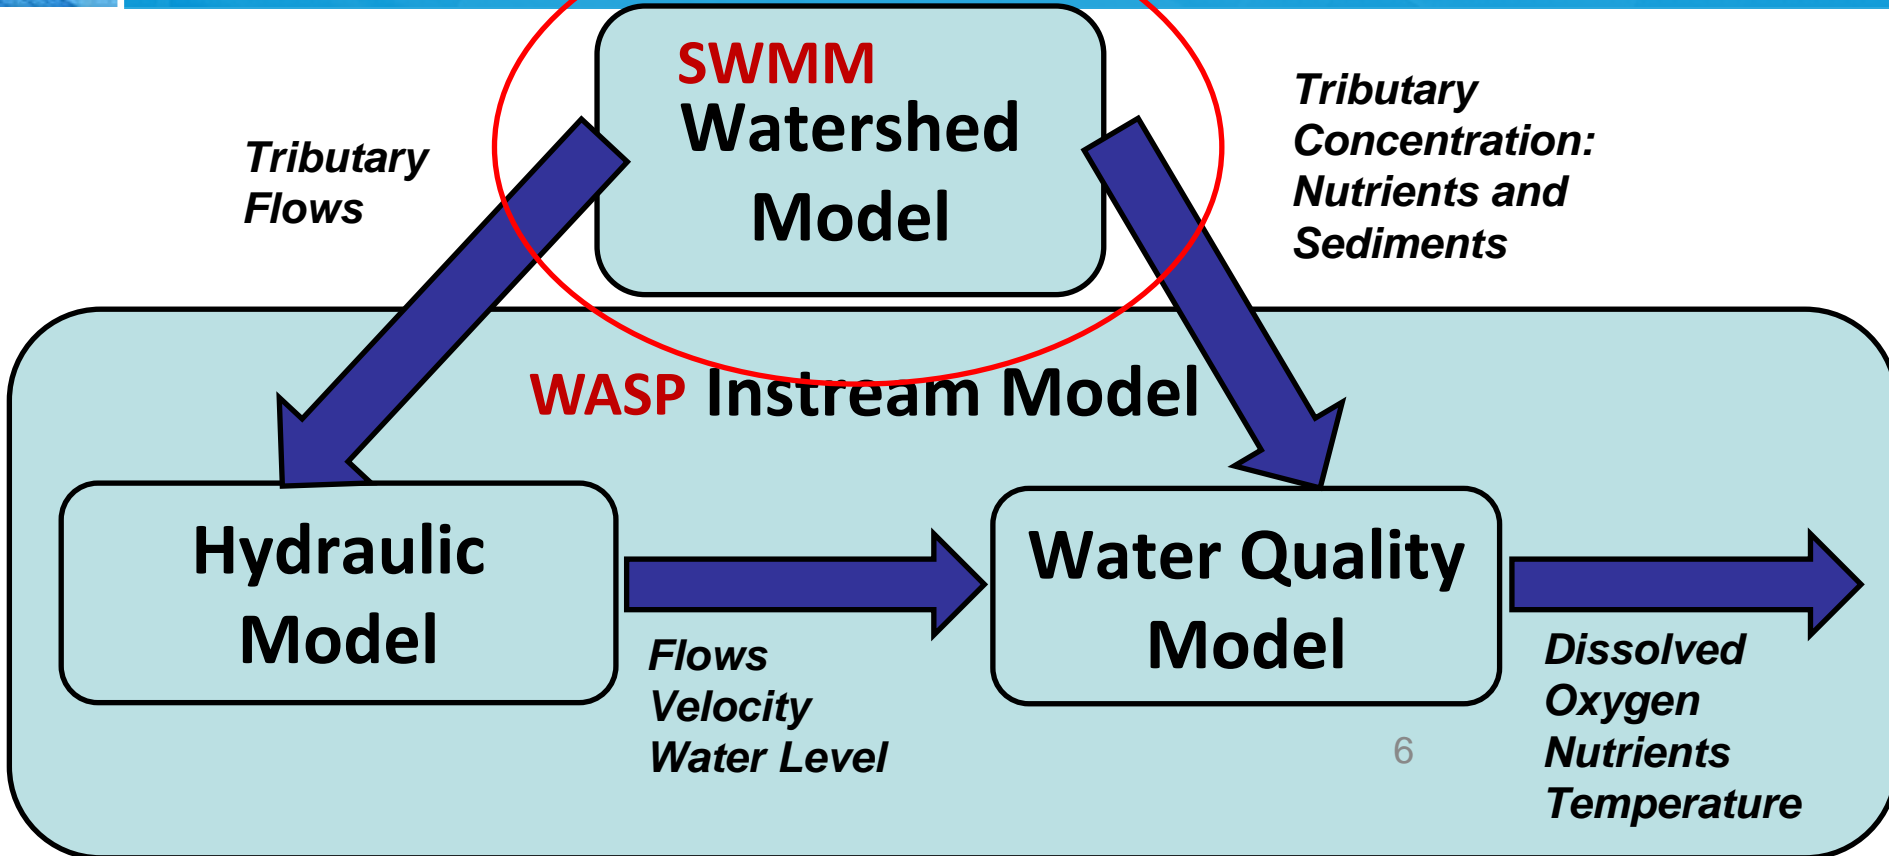 SWMM
Watershed
Model
Tributary
Flows
Tributary
Concentration:
Nutrients and
Sediments
WASP Instream Model
Hydraulic
Model
Flows
Velocity
Water Level
Water Quality
Model
Dissolved
Oxygen
Nutrients
Temperature
6